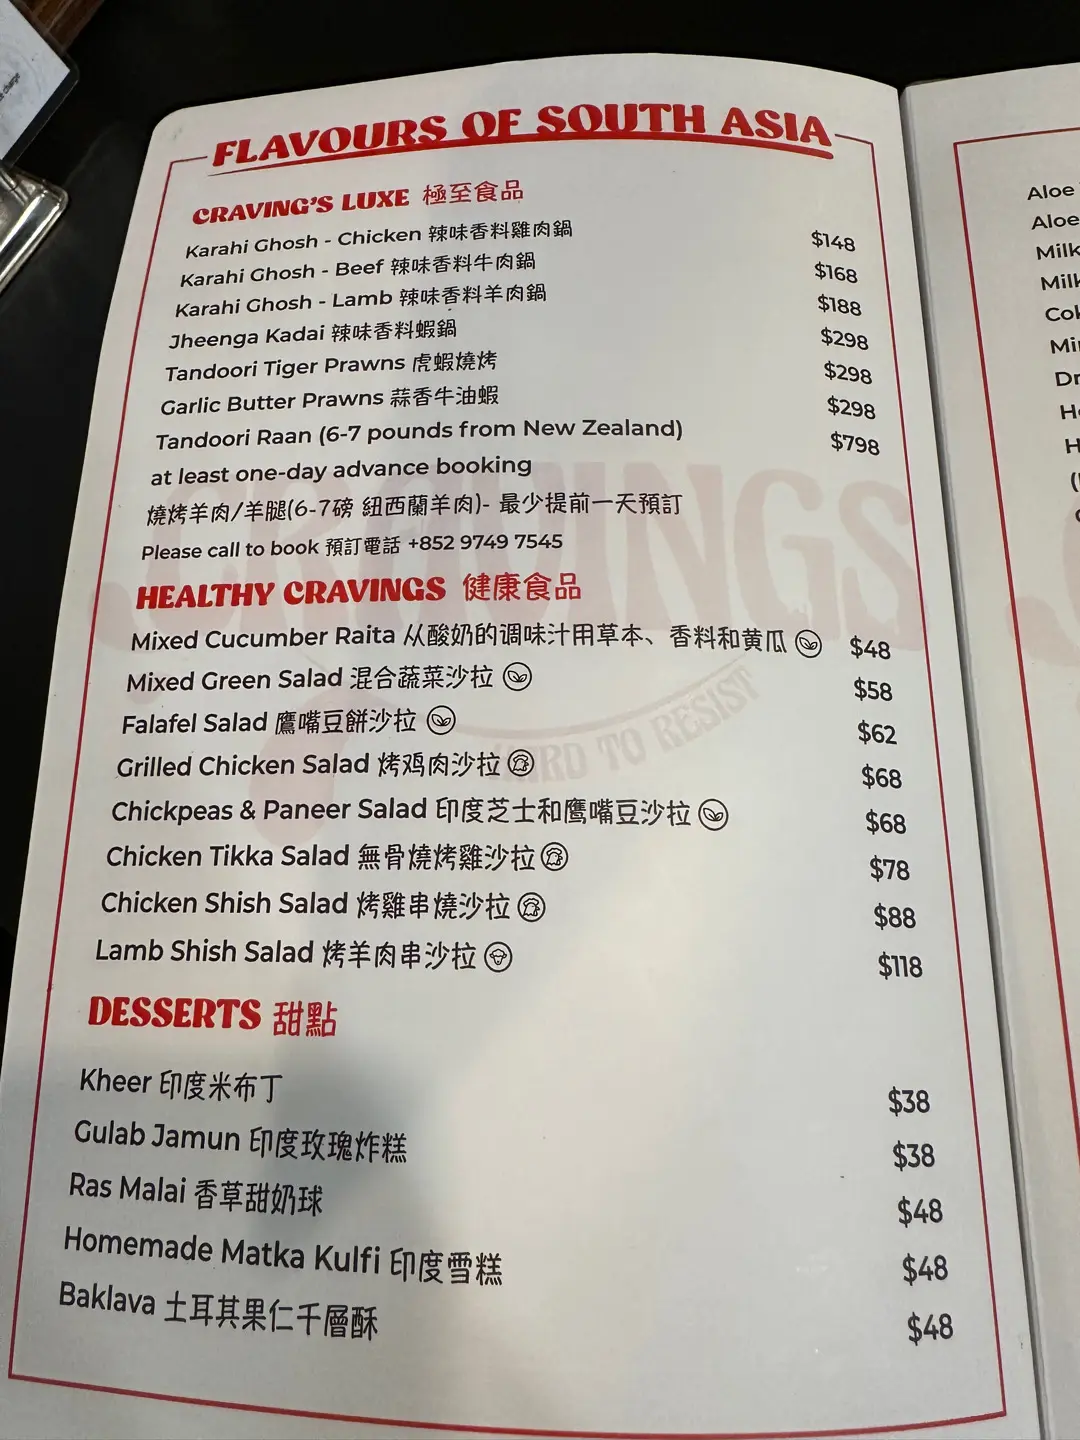 FLAVOURS OF SOUTH ASIA
CRAVING'S LUXE 極至食品
Karahi Ghosh - Chicken 辣味香料雞肉鍋 $148
Karahi Ghosh - Beef 辣味香料牛肉鍋 $168
Karahi Ghosh - Lamb 辣味香料羊肉鍋 $188
Jheenga Kadai 辣味香料蝦鍋 $298
Tandoori Tiger Prawns 虎蝦燒烤 $298
Garlic Butter Prawns 蒜香牛油蝦 $298
Tandoori Raan (6-7 pounds from New Zealand) $798
at least one-day advance booking
燒烤羊肉/羊腿(6-7磅 紐西蘭羊肉)- 最少提前一天預訂
Please call to book 預訂電話 +852 9749 7545
HEALTHY CRAVINGS 健康食品
Mixed Cucumber Raita 从酸奶的调味汁用草本、香料和黄瓜 $48
Mixed Green Salad 混合蔬菜沙拉 $58
Falafel Salad 鷹嘴豆餅沙拉 $62
Grilled Chicken Salad 烤鸡肉沙拉 $68
Chickpeas & Paneer Salad 印度芝士和鹰嘴豆沙拉 $68
Chicken Tikka Salad 無骨燒烤雞沙拉 $78
Chicken Shish Salad 烤雞串燒沙拉 $88
Lamb Shish Salad 烤羊肉串沙拉 $118
DESSERTS 甜點
Kheer 印度米布丁 $38
Gulab Jamun 印度玫瑰炸糕 $38
Ras Malai 香草甜奶球 $48
Homemade Matka Kulfi 印度雪糕 $48
Baklava 土耳其果仁千層酥 $48
CRAVINGS
HARD TO RESIST
Aloe
Aloe
Milk
Milk
charge